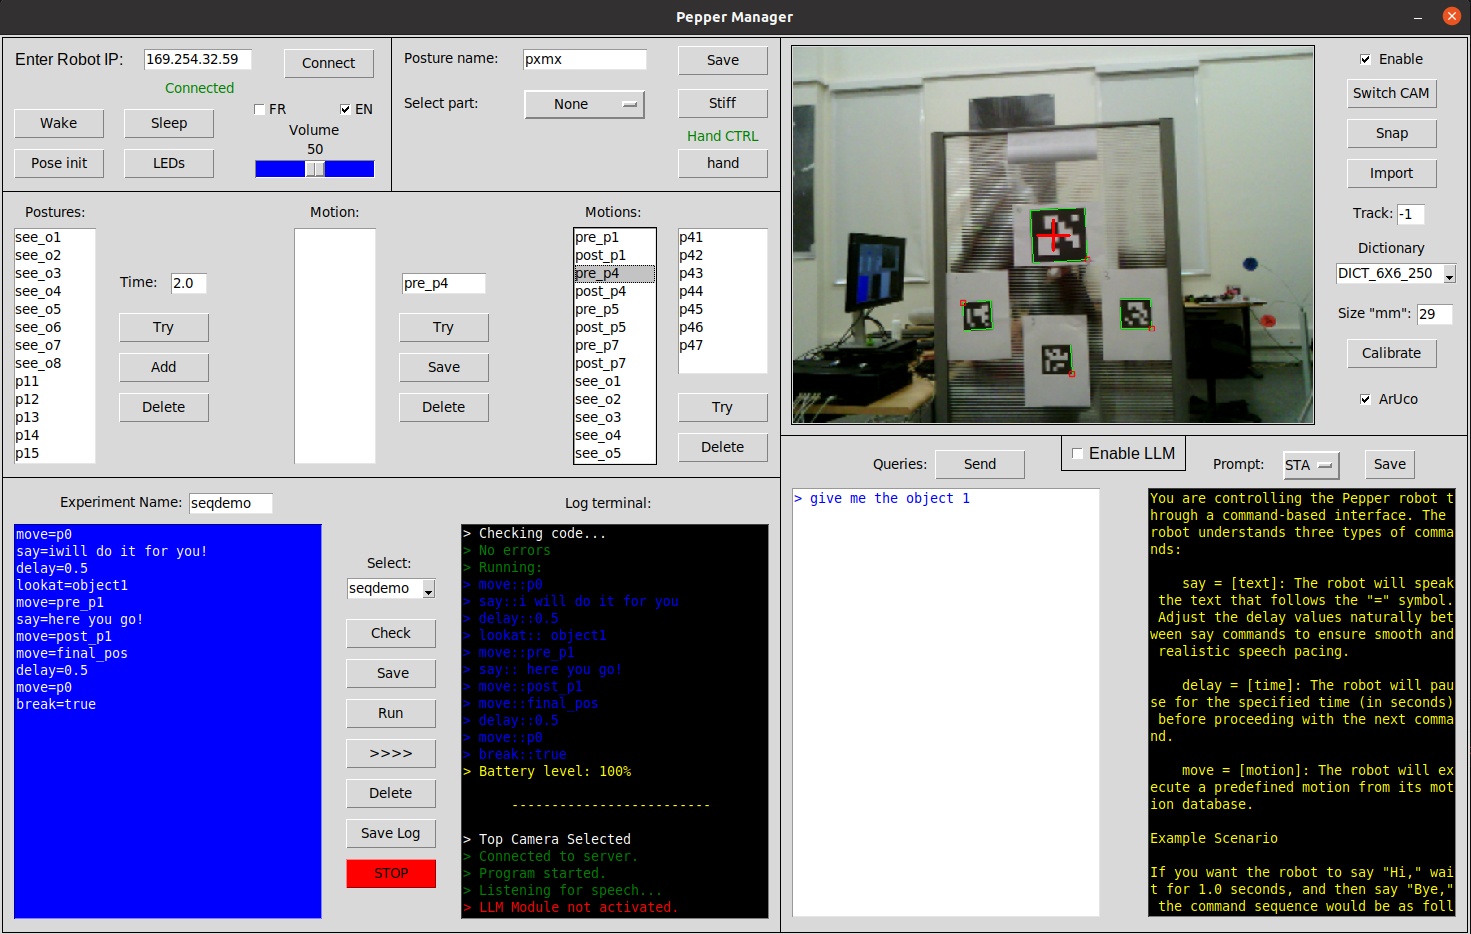 Pepper Manager
Enter Robot IP: 169.254.32.59 Connect
Connected
FR EN
Wake Sleep
Volume
50
Pose init LEDs
Posture name: pxmx Save
Select part: None Stiff
Hand CTRL
hand
Enable
Switch CAM
Snap
Import
Track: -1
Dictionary
DICT_6X6_250
Size "mm": 29
Calibrate
ArUco
Postures:
see_o1
see_o2
see_o3
see_o4
see_o5
see_o6
see_o7
see_o8
p11
p12
p13
p14
p15
Time: 2.0
Try
Add
Delete
Motion:
pre_p4
Try
Save
Delete
Motions:
pre_p1
post_p1
pre_p4
post_p4
pre_p5
post_p5
pre_p7
post_p7
see_o1
see_o2
see_o3
see_o4
see_o5
p41
p42
p43
p44
p45
p46
p47
Try
Delete
Experiment Name: seqdemo
move=p0
say=iwill do it for you!
delay=0.5
lookat=object1
move=pre_p1
say=here you go!
move=post_p1
move=final_pos
delay=0.5
move=p0
break=true
Select:
seqdemo
Check
Save
Run
>>>>
Delete
Save Log
STOP
Log terminal:
> Checking code...
> No errors
> Running:
> move::p0
> say::i will do it for you
> delay::0.5
> lookat:: object1
> move::pre_p1
> say:: here you go!
> move::post_p1
> move::final_pos
> delay::0.5
> move::p0
> break::true
> Battery level: 100%
-------------------------
> Top Camera Selected
> Connected to server.
> Program started.
> Listening for speech...
> LLM Module not activated.
Queries: Send
Enable LLM
Prompt: STA Save
> give me the object 1
You are controlling the Pepper robot t
hrough a command-based interface. The
robot understands three types of comma
nds:
say = [text]: The robot will speak
the text that follows the "=" symbol.
Adjust the delay values naturally bet
ween say commands to ensure smooth and
realistic speech pacing.
delay = [time]: The robot will pau
se for the specified time (in seconds)
before proceeding with the next comma
nd.
move = [motion]: The robot will ex
ecute a predefined motion from its mot
ion database.
Example Scenario
If you want the robot to say "Hi," wai
t for 1.0 seconds, and then say "Bye,"
the command sequence would be as foll